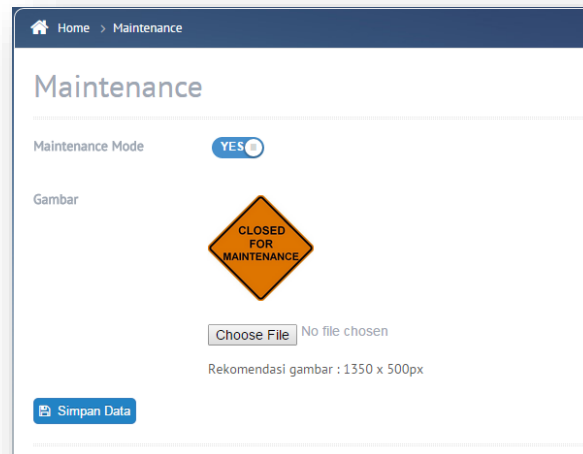 Home > Maintenance
Maintenance
Maintenance Mode YES
Gambar
CLOSED
FOR
MAINTENANCE
Choose File No file chosen
Rekomendasi gambar : 1350 x 500px
Simpan Data